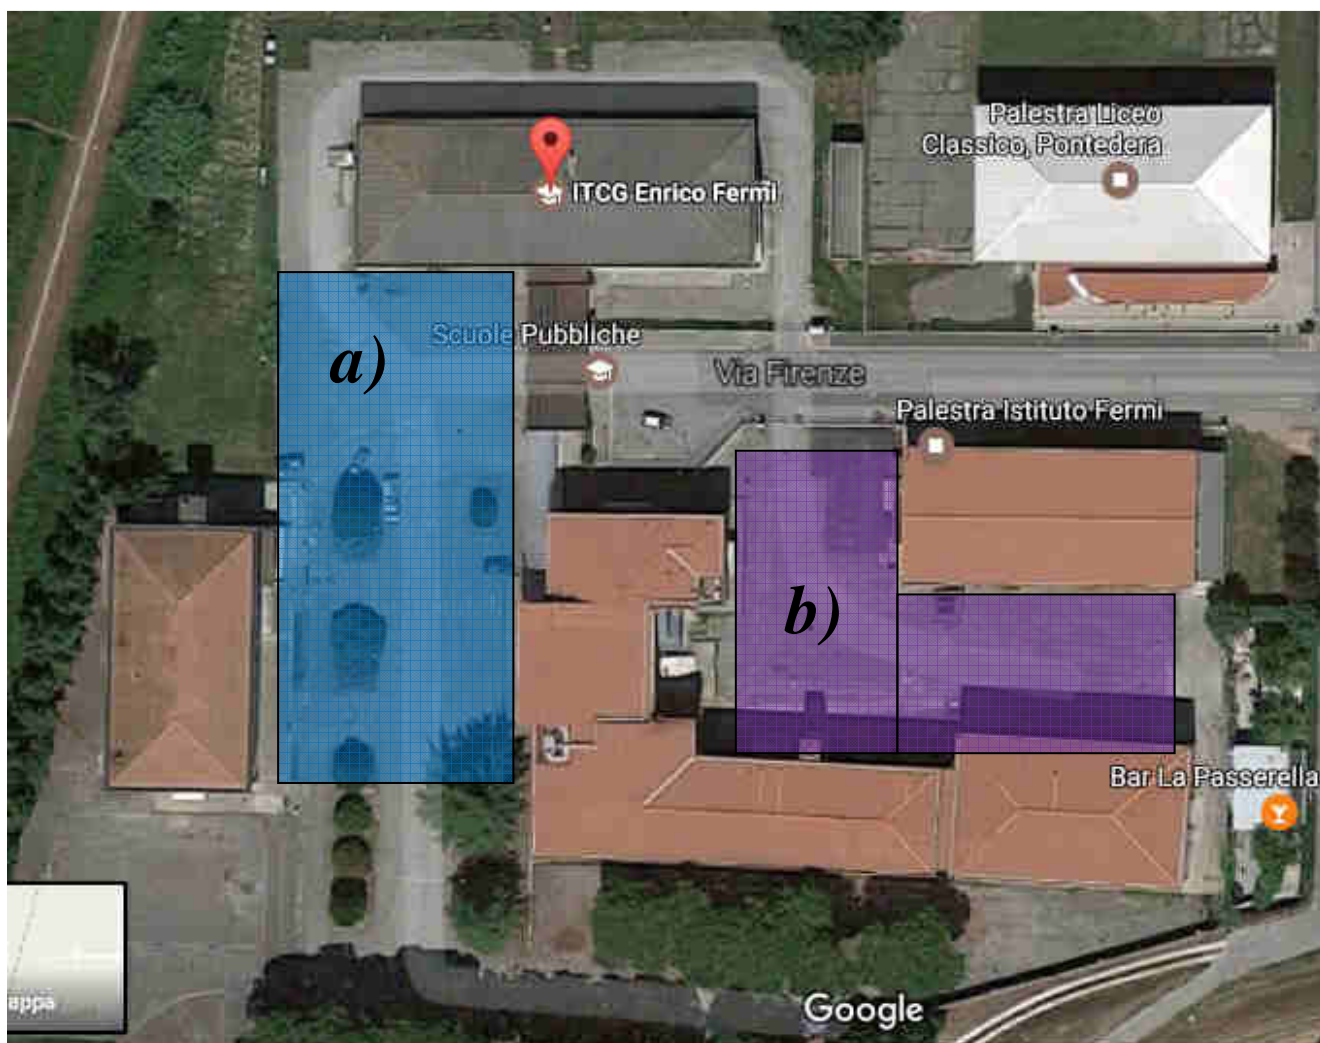 Palestra Liceo
Classico, Pontedera
ITCG Enrico Fermi
a)
Scuole Pubbliche
Via Firenze
Palestra Istituto Fermi
b)
Bar La Passerella
appa
Google